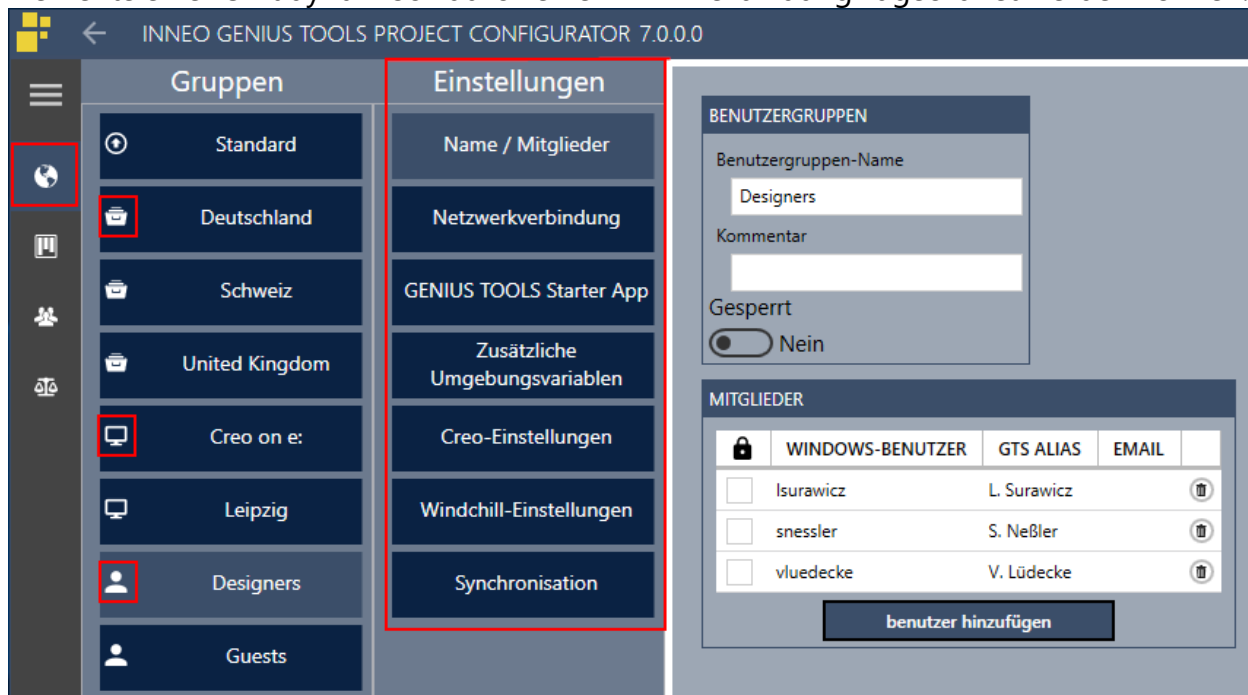 INNEO GENIUS TOOLS PROJECT CONFIGURATOR 7.0.0.0
Gruppen
Standard
Deutschland
Schweiz
United Kingdom
Creo on e:
Leipzig
Designers
Guests
Einstellungen
Name / Mitglieder
Netzwerkverbindung
GENIUS TOOLS Starter App
Zusätzliche
Umgebungsvariablen
Creo-Einstellungen
Windchill-Einstellungen
Synchronisation
BENUTZERGRUPPEN
Benutzergruppen-Name
Designers
Kommentar
Gesperrt
Nein
MITGLIEDER
WINDOWS-BENUTZER GTS ALIAS EMAIL
lsurawicz L. Surawicz
snessler S. Neßler
vluedecke V. Lüdecke
benutzer hinzufügen